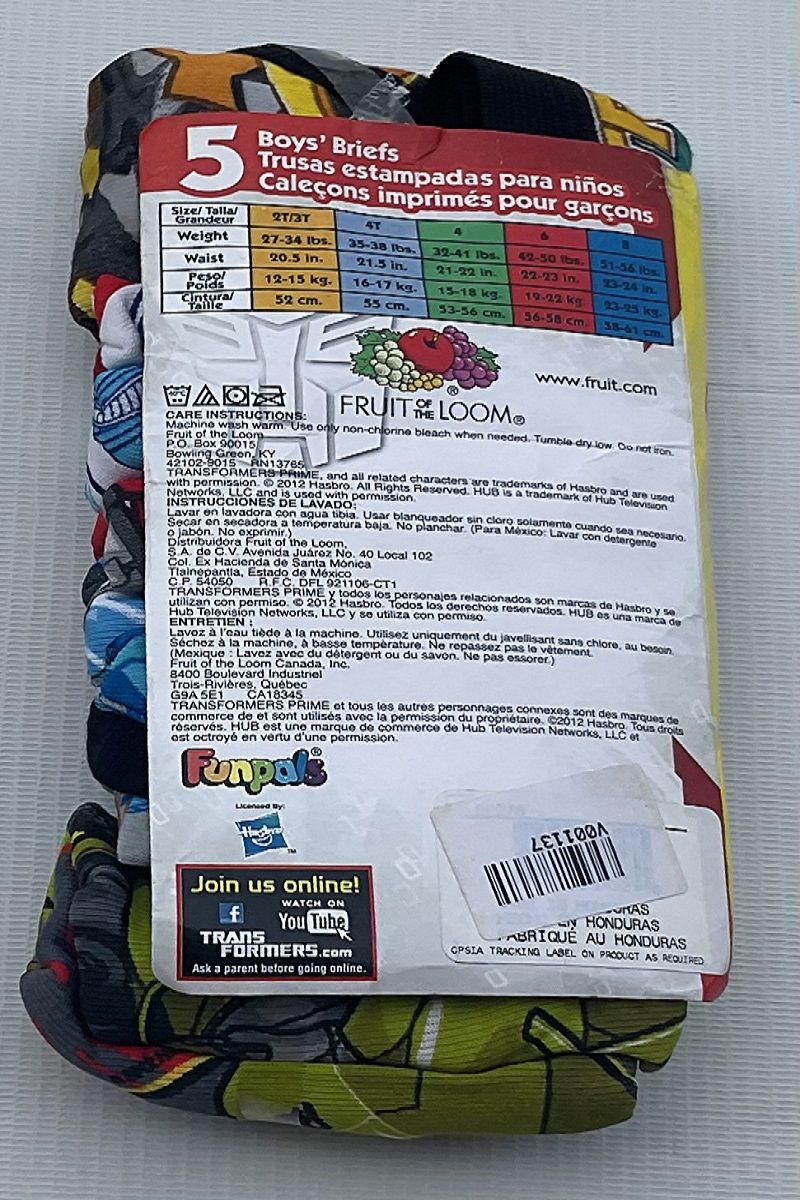 5
Boys' Briefs
Trusas estampadas para niños
Caleçons imprimés pour garçons
Size/ Talla/ Grandeur 2T/3T 4T 4 6 8
Weight 27-34 lbs. 35-38 lbs. 32-41 lbs. 42-50 lbs. 51-56 lbs.
Waist 20.5 in. 21.5 in. 21-22 in. 22-23 in. 23-24 in.
Peso/ Poids 12-15 kg. 16-17 kg. 15-18 kg. 19-22 kg. 23-25 kg.
Cintura/ Taille 52 cm. 55 cm. 53-56 cm. 56-58 cm. 58-61 cm.
FRUIT OF THE LOOM®
www.fruit.com
CARE INSTRUCTIONS:
Machine wash warm. Use only non-chlorine bleach when needed. Tumble dry low. Do not iron.
Fruit of the Loom
P.O. Box 90015
Bowling Green, KY
42102-9015 RN13765
TRANSFORMERS PRIME, and all related characters are trademarks of Hasbro and are used
with permission. © 2012 Hasbro. All Rights Reserved. HUB is a trademark of Hub Television
Networks, LLC and is used with permission.
INSTRUCCIONES DE LAVADO:
Lavar en lavadora con agua tibia. Usar blanqueador sin cloro solamente cuando sea necesario.
Secar en secadora a temperatura baja. No planchar. (Para México: Lavar con detergente
o jabón. No exprimir.)
Distribuidora Fruit of the Loom,
S.A. de C.V. Avenida Juárez No. 40 Local 102
Col. Ex Hacienda de Santa Mónica
Tlalnepantla, Estado de México
C.P. 54050 R.F.C. DFL 921106-CT1
TRANSFORMERS PRIME y todos los personajes relacionados son marcas de Hasbro y se
utilizan con permiso. © 2012 Hasbro. Todos los derechos reservados. HUB es una marca de
Hub Television Networks, LLC y se utiliza con permiso.
ENTRETIEN :
Lavez à l'eau tiède à la machine. Utilisez uniquement du javellisant sans chlore, au besoin.
Séchez à la machine, à basse température. Ne repassez pas le vêtement.
(Mexique : Lavez avec du détergent ou du savon. Ne pas essorer.)
Fruit of the Loom Canada, Inc.
8400 Boulevard Industriel
Trois-Rivières, Québec
G9A 5E1 CA18345
TRANSFORMERS PRIME et tous les autres personnages connexes sont des marques de
commerce de et sont utilisés avec la permission du propriétaire. ©2012 Hasbro. Tous droits
réservés. HUB est une marque de commerce de Hub Television Networks, LLC et
est octroyé en vertu d'une permission.
Funpals®
Licensed By:
Hasbro TM
Join us online!
f
WATCH ON
YouTube
TRANSFORMERS.com
Ask a parent before going online.
V001137
EN HONDURAS
FABRIQUÉ AU HONDURAS
CPSIA TRACKING LABEL ON PRODUCT AS REQUIRED